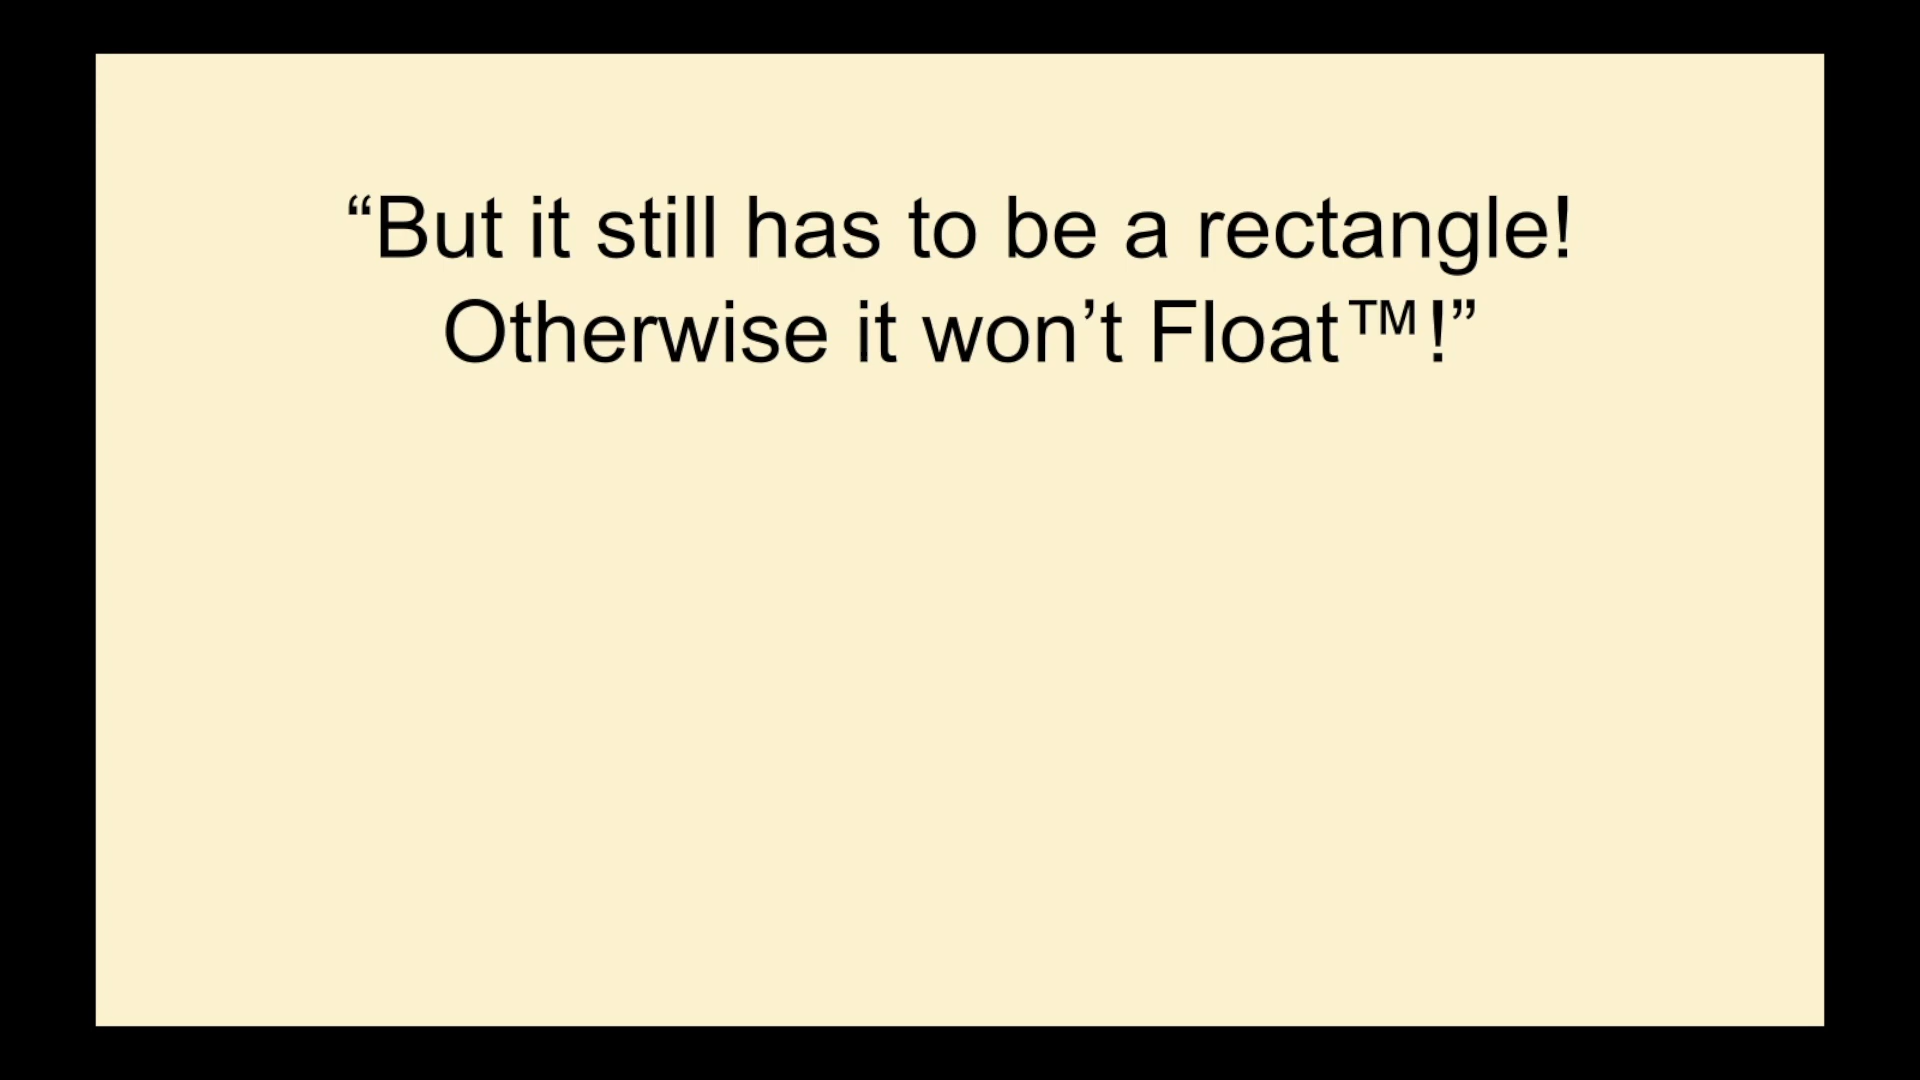 “But it still has to be a rectangle!
Otherwise it won’t Float™!”